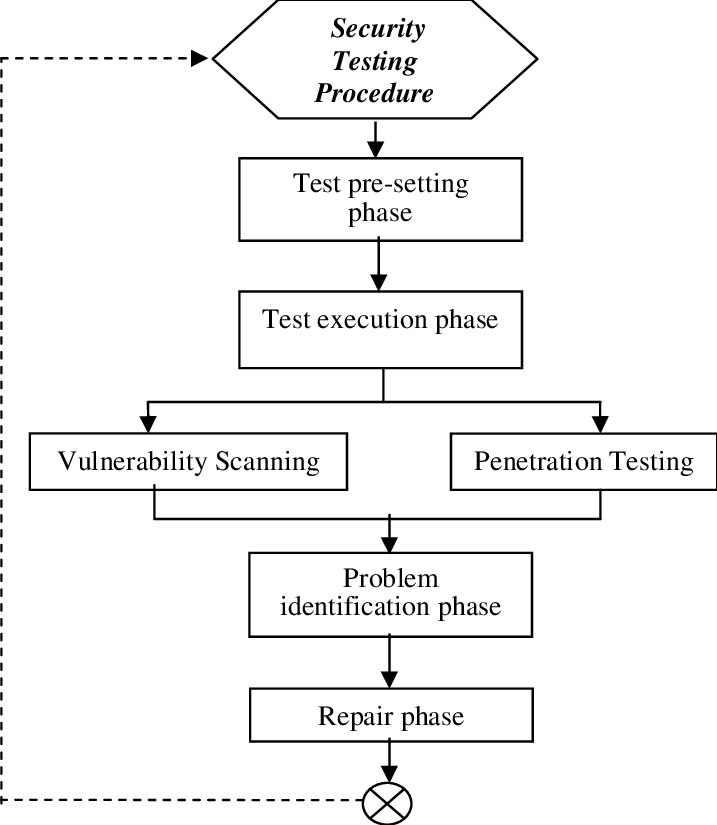 Security
Testing
Procedure
Test pre-setting
phase
Test execution phase
Vulnerability Scanning
Penetration Testing
Problem
identification phase
Repair phase